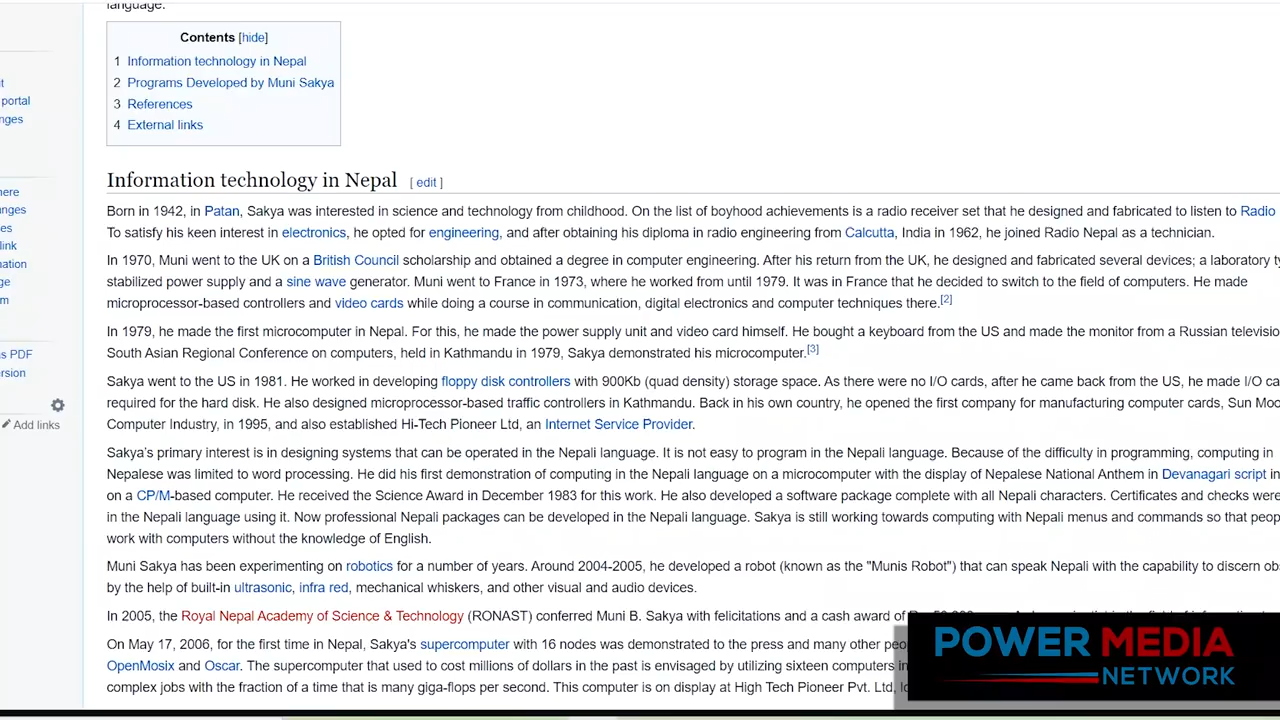 language.
Contents [hide]
1 Information technology in Nepal
2 Programs Developed by Muni Sakya
3 References
4 External links
portal
Information technology in Nepal [ edit ]
Born in 1942, in Patan, Sakya was interested in science and technology from childhood. On the list of boyhood achievements is a radio receiver set that he designed and fabricated to listen to Radio
To satisfy his keen interest in electronics, he opted for engineering, and after obtaining his diploma in radio engineering from Calcutta, India in 1962, he joined Radio Nepal as a technician.
In 1970, Muni went to the UK on a British Council scholarship and obtained a degree in computer engineering. After his return from the UK, he designed and fabricated several devices; a laboratory
stabilized power supply and a sine wave generator. Muni went to France in 1973, where he worked from until 1979. It was in France that he decided to switch to the field of computers. He made
microprocessor-based controllers and video cards while doing a course in communication, digital electronics and computer techniques there.[2]
In 1979, he made the first microcomputer in Nepal. For this, he made the power supply unit and video card himself. He bought a keyboard from the US and made the monitor from a Russian
South Asian Regional Conference on computers, held in Kathmandu in 1979, Sakya demonstrated his microcomputer.[3]
Sakya went to the US in 1981. He worked in developing floppy disk controllers with 900Kb (quad density) storage space. As there were no I/O cards, after he came back from the US, he made I/O
required for the hard disk. He also designed microprocessor-based traffic controllers in Kathmandu. Back in his own country, he opened the first company for manufacturing computer cards, Sun
Computer Industry, in 1995, and also established Hi-Tech Pioneer Ltd, an Internet Service Provider.
Add links
Sakya's primary interest is in designing systems that can be operated in the Nepali language. It is not easy to program in the Nepali language. Because of the difficulty in programming, computing in
Nepalese was limited to word processing. He did his first demonstration of computing in the Nepali language on a microcomputer with the display of Nepalese National Anthem in Devanagari script in
on a CP/M-based computer. He received the Science Award in December 1983 for this work. He also developed a software package complete with all Nepali characters. Certificates and checks were
in the Nepali language using it. Now professional Nepali packages can be developed in the Nepali language. Sakya is still working towards computing with Nepali menus and commands so that
work with computers without the knowledge of English.
Muni Sakya has been experimenting on robotics for a number of years. Around 2004-2005, he developed a robot (known as the "Munis Robot") that can speak Nepali with the capability to discern
by the help of built-in ultrasonic, infra red, mechanical whiskers, and other visual and audio devices.
In 2005, the Royal Nepal Academy of Science & Technology (RONAST) conferred Muni B. Sakya with felicitations and a cash award of
On May 17, 2006, for the first time in Nepal, Sakya's supercomputer with 16 nodes was demonstrated to the press and many other
OpenMosix and Oscar. The supercomputer that used to cost millions of dollars in the past is envisaged by utilizing sixteen computers in
complex jobs with the fraction of a time that is many giga-flops per second. This computer is on display at High Tech Pioneer Pvt. Ltd,
POWER MEDIA
NETWORK